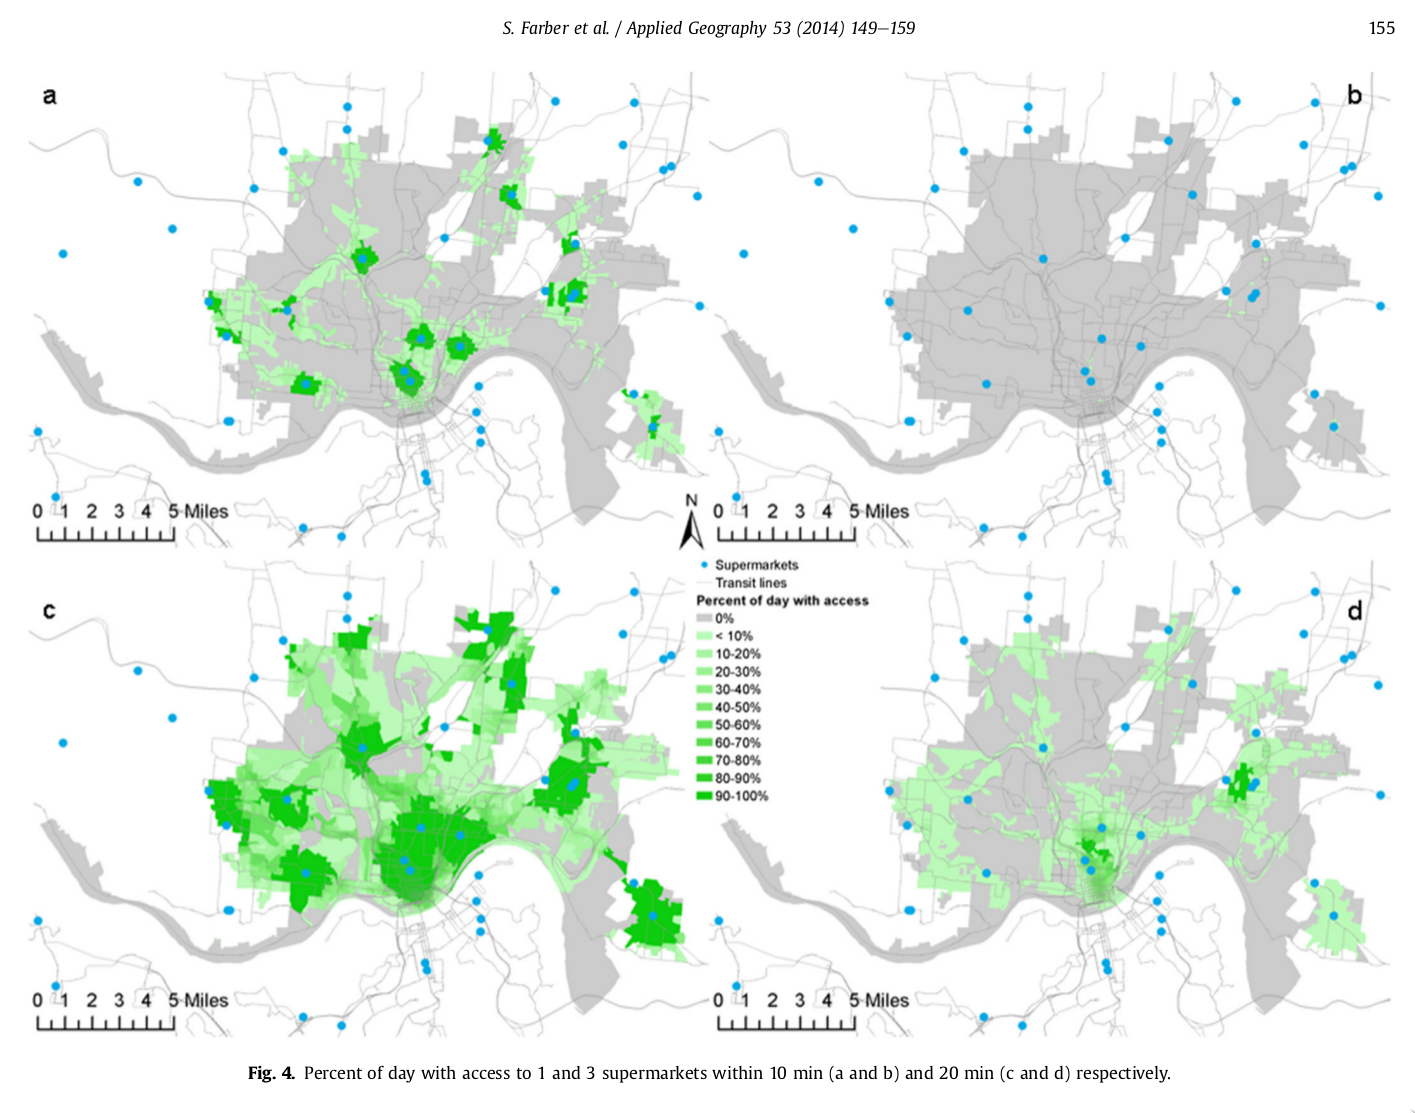 S. Farber et al. / Applied Geography 53 (2014) 149–159
155
a
b
0 1 2 3 4 5 Miles
0 1 2 3 4 5 Miles
N
Supermarkets
Transit lines
Percent of day with access
0%
< 10%
10-20%
20-30%
30-40%
40-50%
50-60%
60-70%
70-80%
80-90%
90-100%
c
d
0 1 2 3 4 5 Miles
0 1 2 3 4 5 Miles
Fig. 4. Percent of day with access to 1 and 3 supermarkets within 10 min (a and b) and 20 min (c and d) respectively.